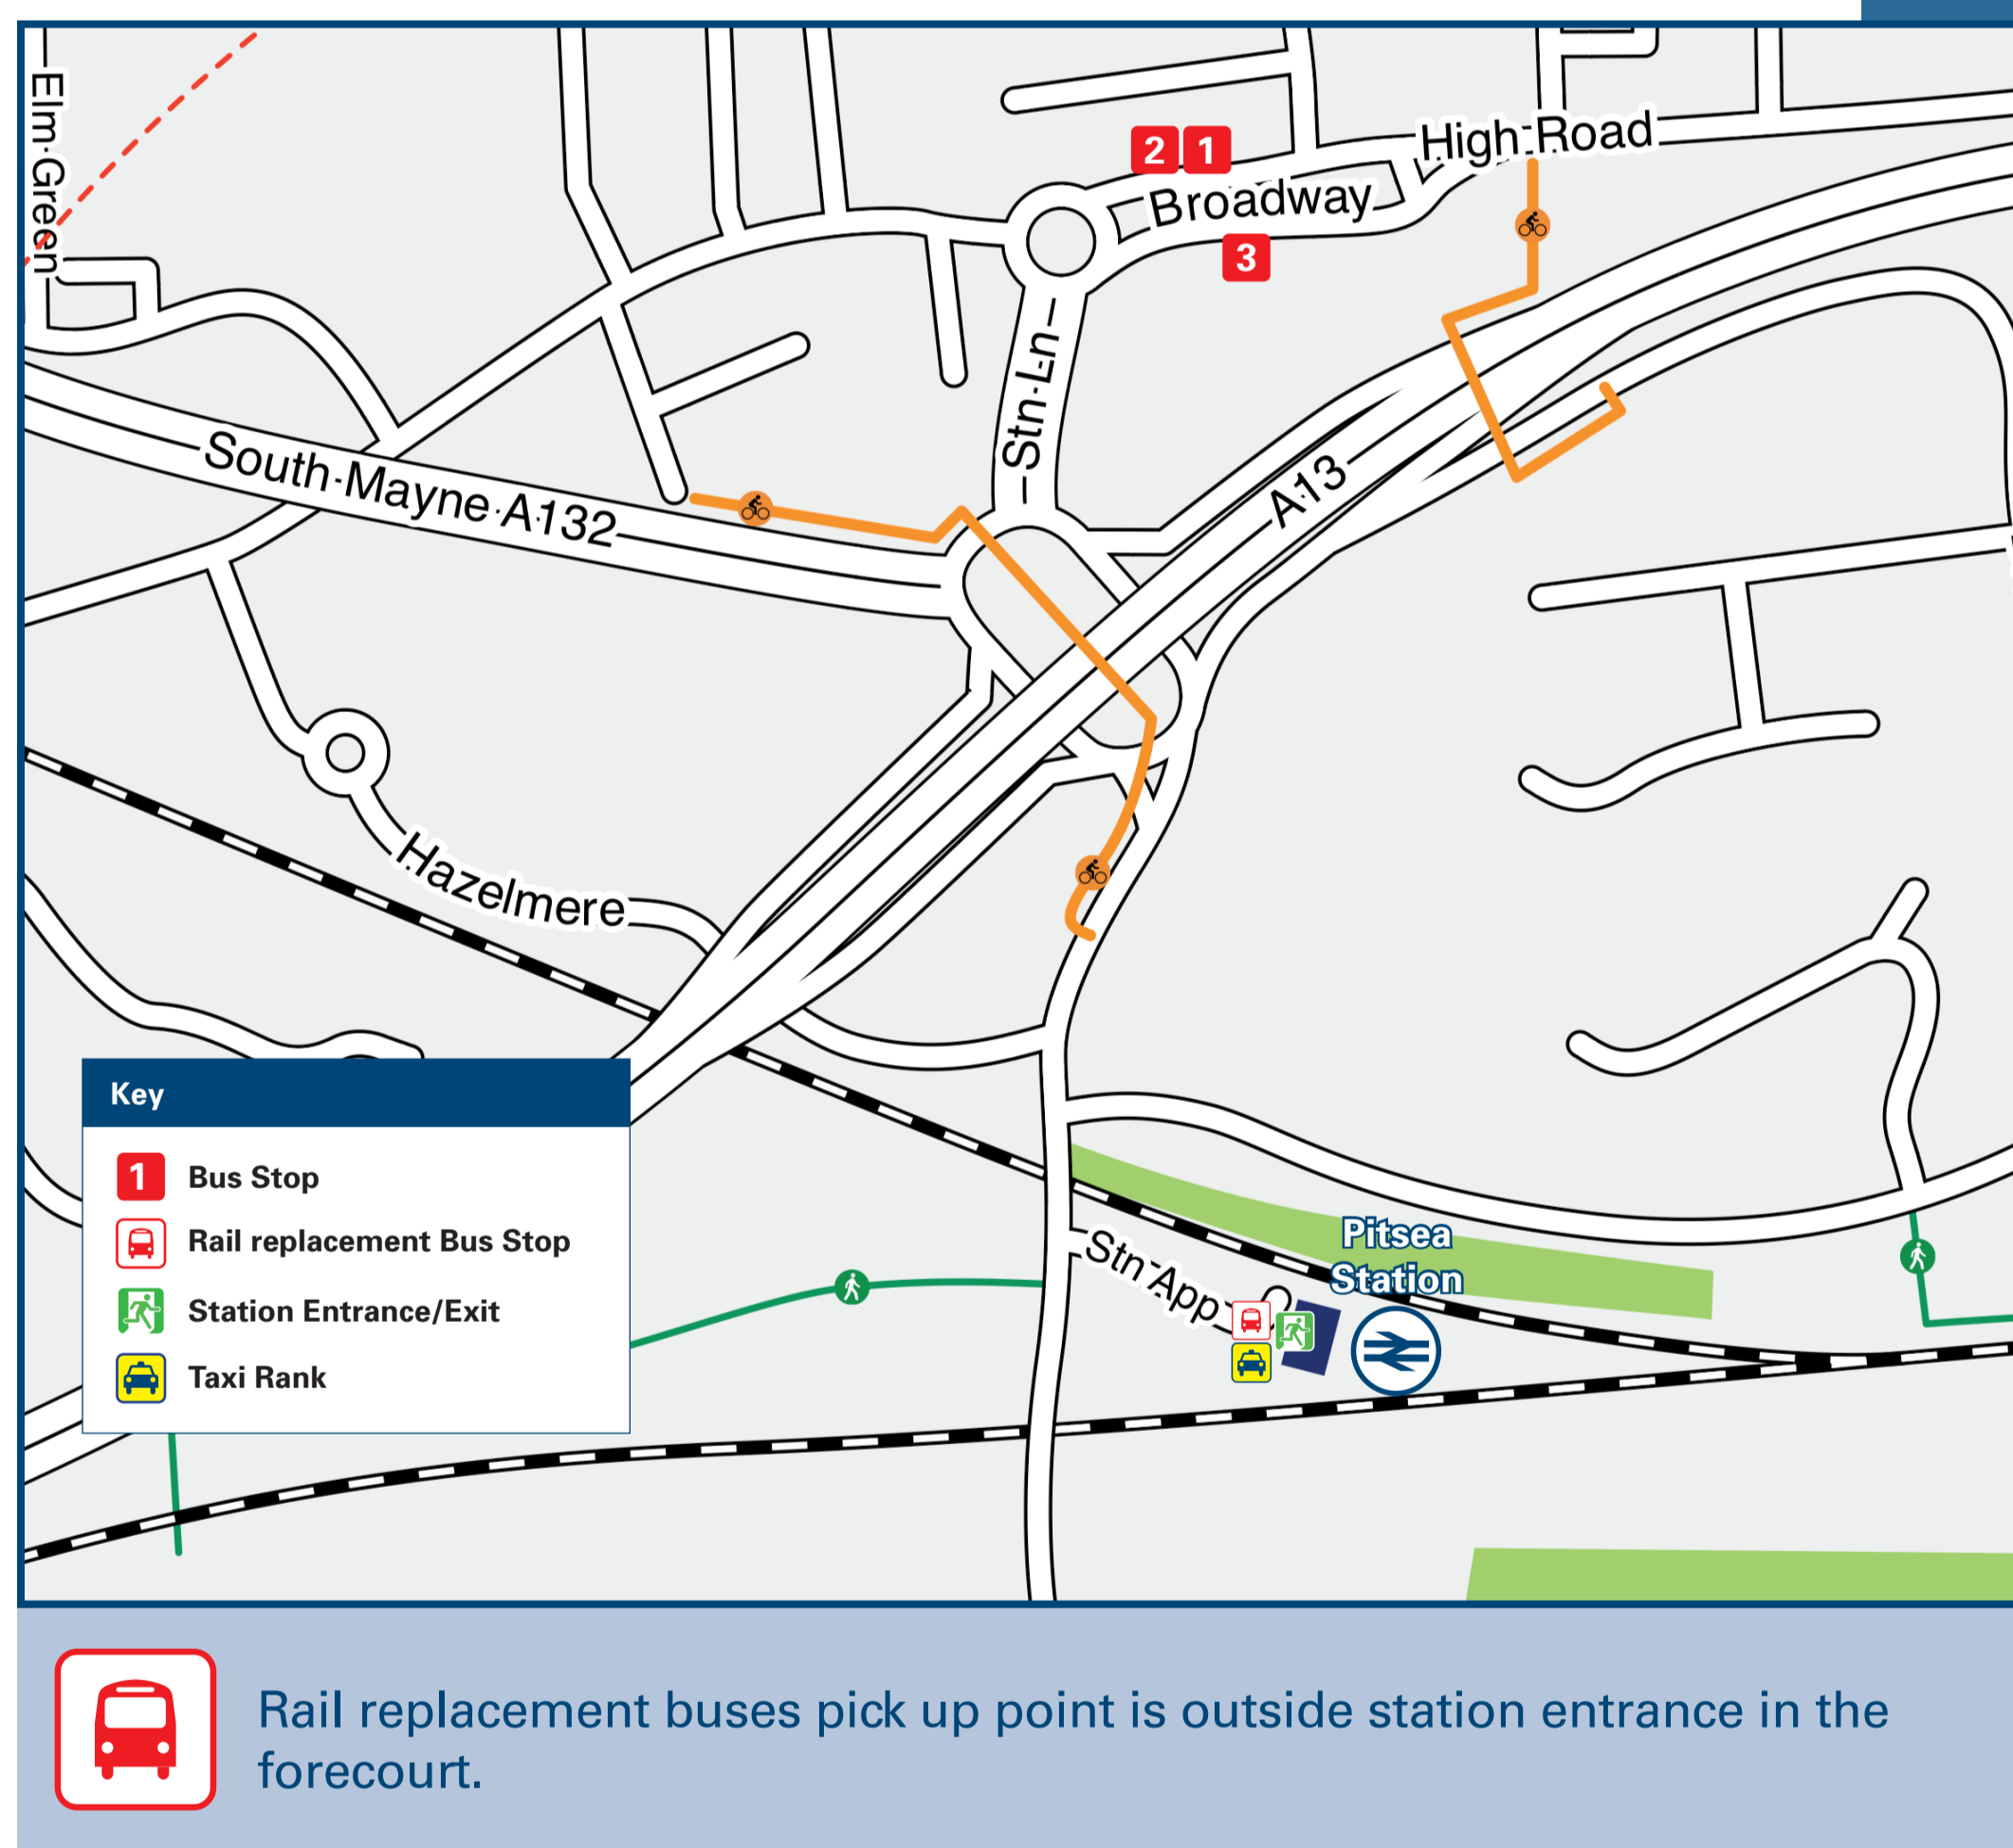 Elm Green
2
1
High Road
Broadway
3
Stn Ln
South Mayne A132
A13
Hazelmere
Key
1
Bus Stop
Rail replacement Bus Stop
Station Entrance/Exit
Taxi Rank
Pitsea
Station
Stn App
Rail replacement buses pick up point is outside station entrance in the
forecourt.